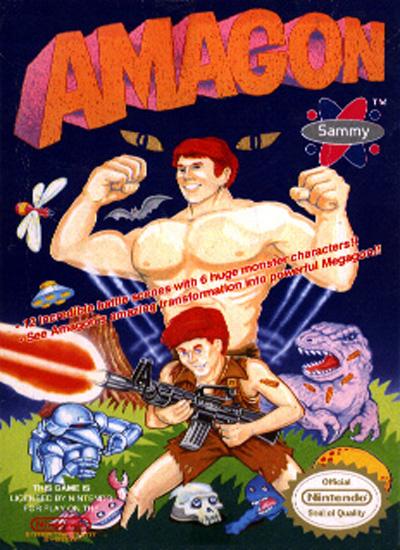 AMAGON
TM
Sammy
• 12 incredible battle scenes with 6 huge monster characters!!
• See Amagon's amazing transformation into powerful Megagon!!
THIS GAME IS
LICENSED BY NINTENDO
FOR PLAY ON THE
Official
Nintendo
Seal of Quality